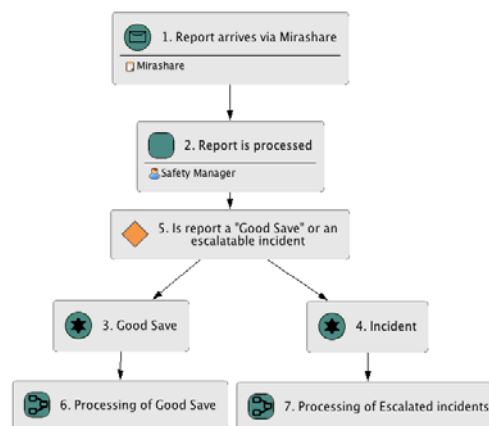 1. Report arrives via Mirashare
Mirashare
2. Report is processed
Safety Manager
5. Is report a "Good Save" or an
escalatable incident
3. Good Save
4. Incident
6. Processing of Good Save
7. Processing of Escalated incidents